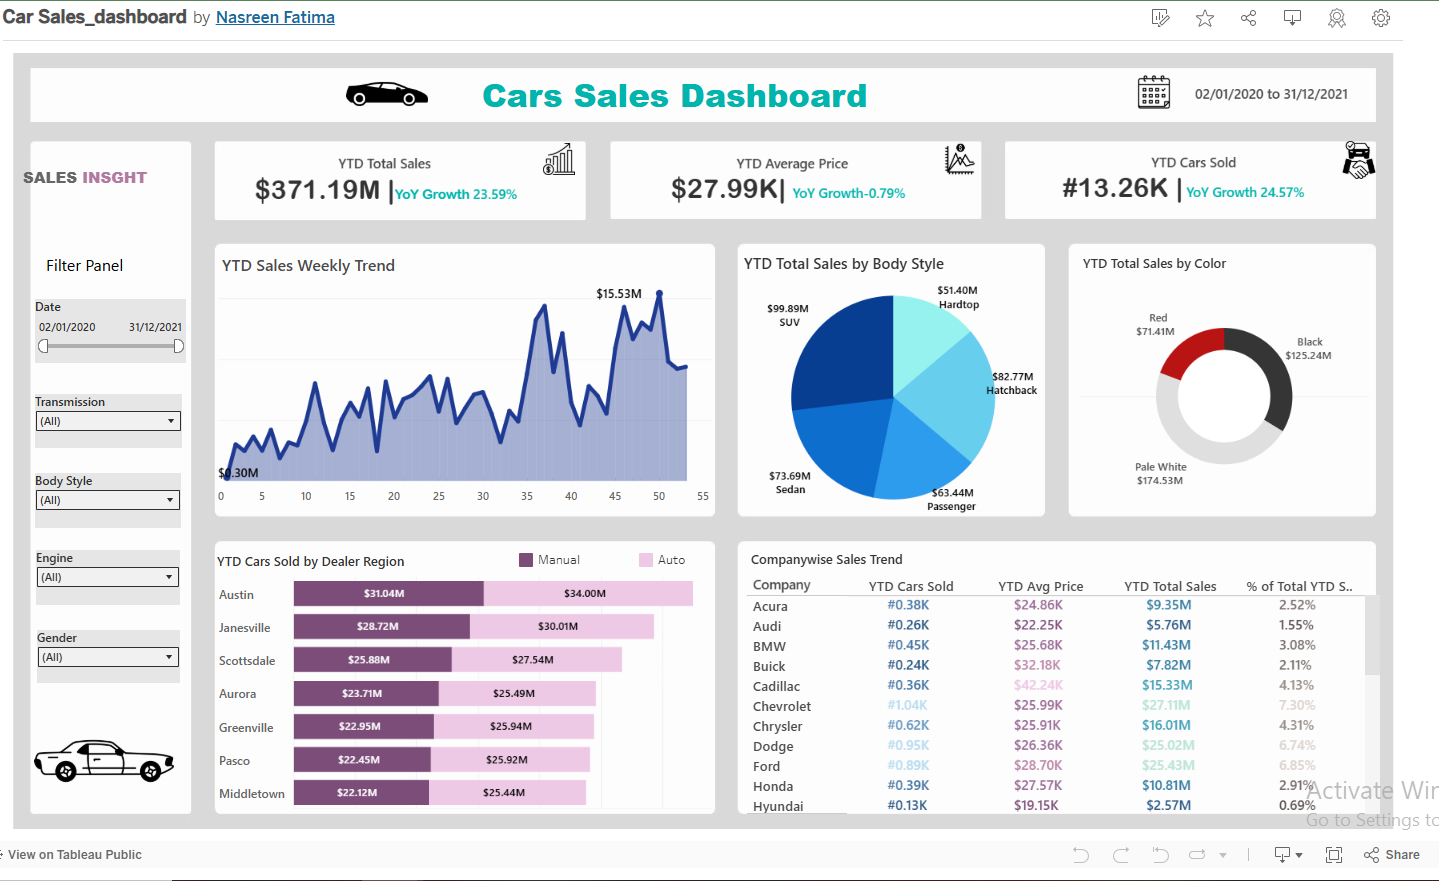 Car Sales_dashboard by Nasreen Fatima
Cars Sales Dashboard
02/01/2020 to 31/12/2021
SALES INSGHT
Filter Panel
Date
02/01/2020 31/12/2021
Transmission
(All)
Body Style
(All)
Engine
(All)
Gender
(All)
YTD Total Sales
$371.19M |YoY Growth 23.59%
YTD Average Price
$27.99K| YoY Growth-0.79%
YTD Cars Sold
#13.26K | YoY Growth 24.57%
YTD Sales Weekly Trend
$15.53M
$0.30M
0 5 10 15 20 25 30 35 40 45 50 55
YTD Total Sales by Body Style
$51.40M
Hardtop
$99.89M
SUV
$82.77M
Hatchback
$73.69M
Sedan
$63.44M
Passenger
YTD Total Sales by Color
Red
$71.41M
Black
$125.24M
Pale White
$174.53M
YTD Cars Sold by Dealer Region Manual Auto
Austin $31.04M $34.00M
Janesville $28.72M $30.01M
Scottsdale $25.88M $27.54M
Aurora $23.71M $25.49M
Greenville $22.95M $25.94M
Pasco $22.45M $25.92M
Middletown $22.12M $25.44M
Companywise Sales Trend
Company YTD Cars Sold YTD Avg Price YTD Total Sales % of Total YTD S..
Acura #0.38K $24.86K $9.35M 2.52%
Audi #0.26K $22.25K $5.76M 1.55%
BMW #0.45K $25.68K $11.43M 3.08%
Buick #0.24K $32.18K $7.82M 2.11%
Cadillac #0.36K $42.24K $15.33M 4.13%
Chevrolet #1.04K $25.99K $27.11M 7.30%
Chrysler #0.62K $25.91K $16.01M 4.31%
Dodge #0.95K $26.36K $25.02M 6.74%
Ford #0.89K $28.70K $25.43M 6.85%
Honda #0.39K $27.57K $10.81M 2.91%
Hyundai #0.13K $19.15K $2.57M 0.69%
Activate Win
Go to Settings to
View on Tableau Public
Share